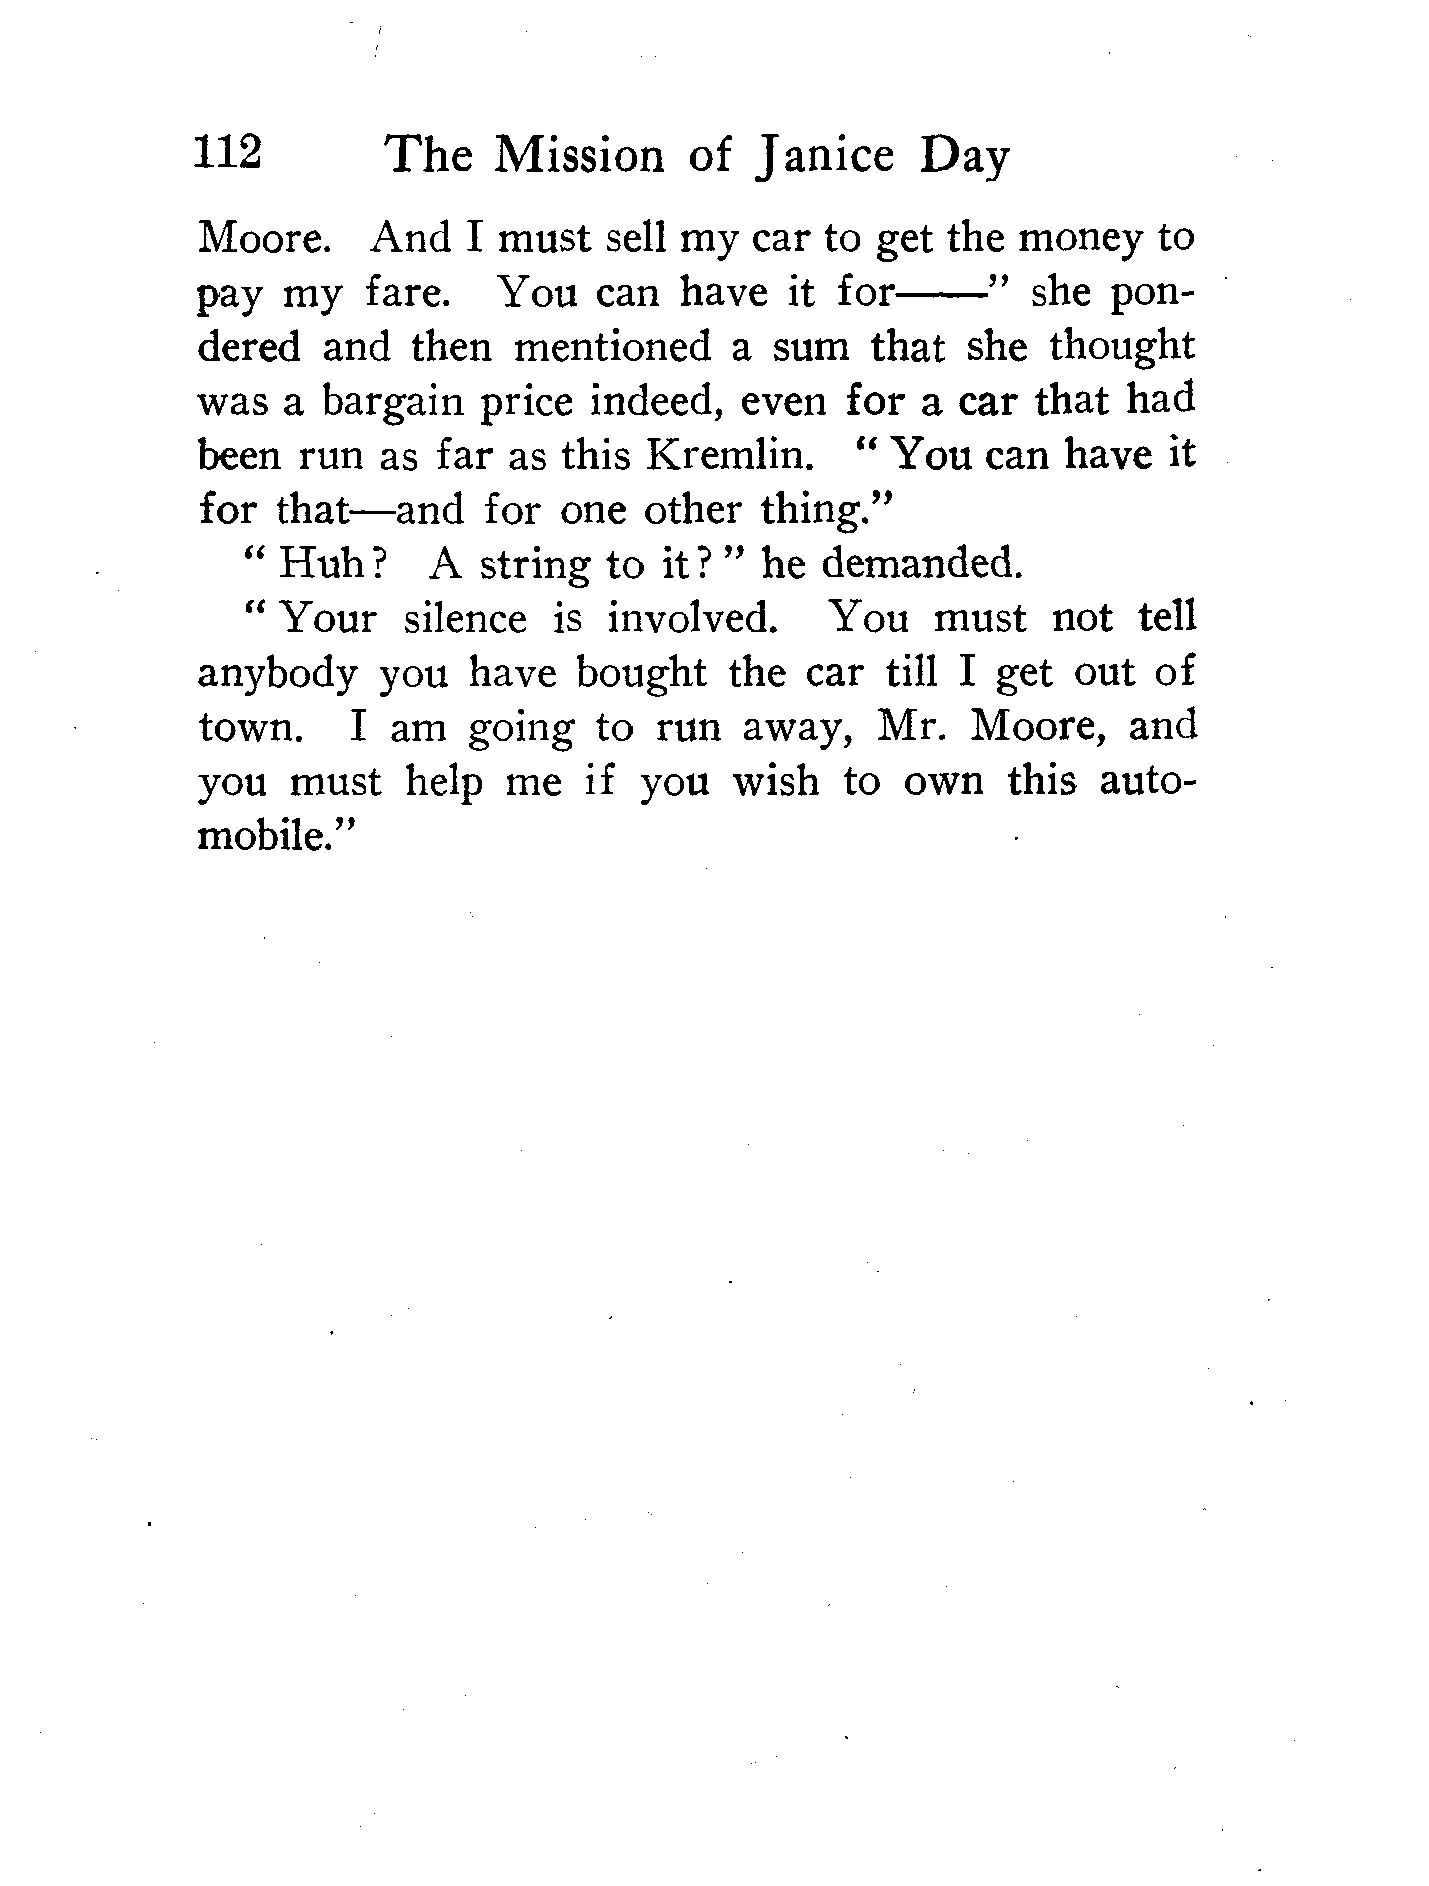 112 The Mission of Janice Day
Moore. And I must sell my car to get the money to
pay my fare. You can have it for——" she pon-
dered and then mentioned a sum that she thought
was a bargain price indeed, even for a car that had
been run as far as this Kremlin. "You can have it
for that—and for one other thing."
"Huh? A string to it?" he demanded.
"Your silence is involved. You must not tell
anybody you have bought the car till I get out of
town. I am going to run away, Mr. Moore, and
you must help me if you wish to own this auto-
mobile."